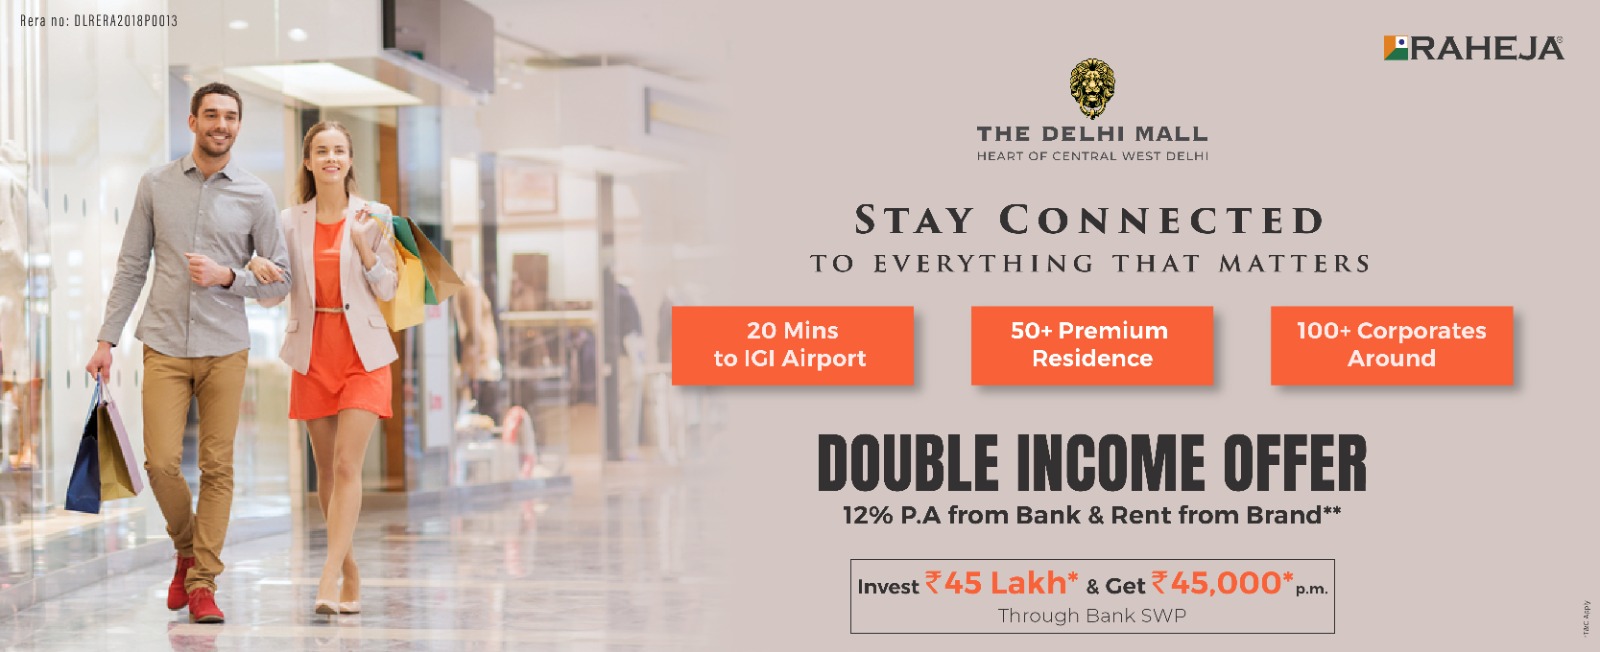 Rera no: DLRERA2018P0013
RAHEJA®
THE DELHI MALL
HEART OF CENTRAL WEST DELHI
STAY CONNECTED
TO EVERYTHING THAT MATTERS
20 Mins
to IGI Airport
50+ Premium
Residence
100+ Corporates
Around
DOUBLE INCOME OFFER
12% P.A from Bank & Rent from Brand**
Invest ₹45 Lakh* & Get ₹45,000* p.m.
Through Bank SWP
*T&C Apply